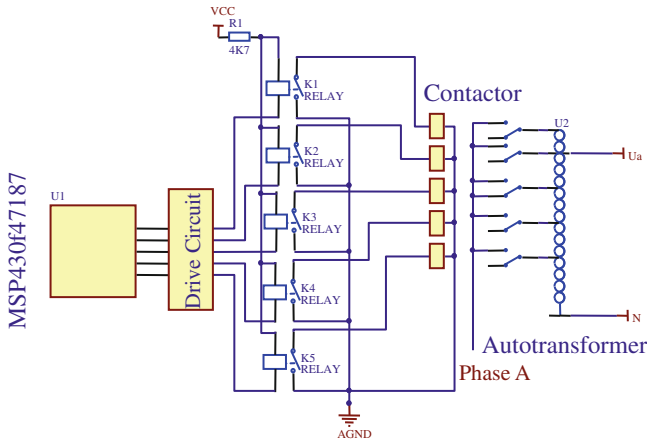 VCC
R1
4K7
K1
RELAY
Contactor
U2
Ua
K2
RELAY
MSP430f47187
U1
Drive Circuit
K3
RELAY
K4
RELAY
N
Autotransformer
K5
RELAY
Phase A
AGND